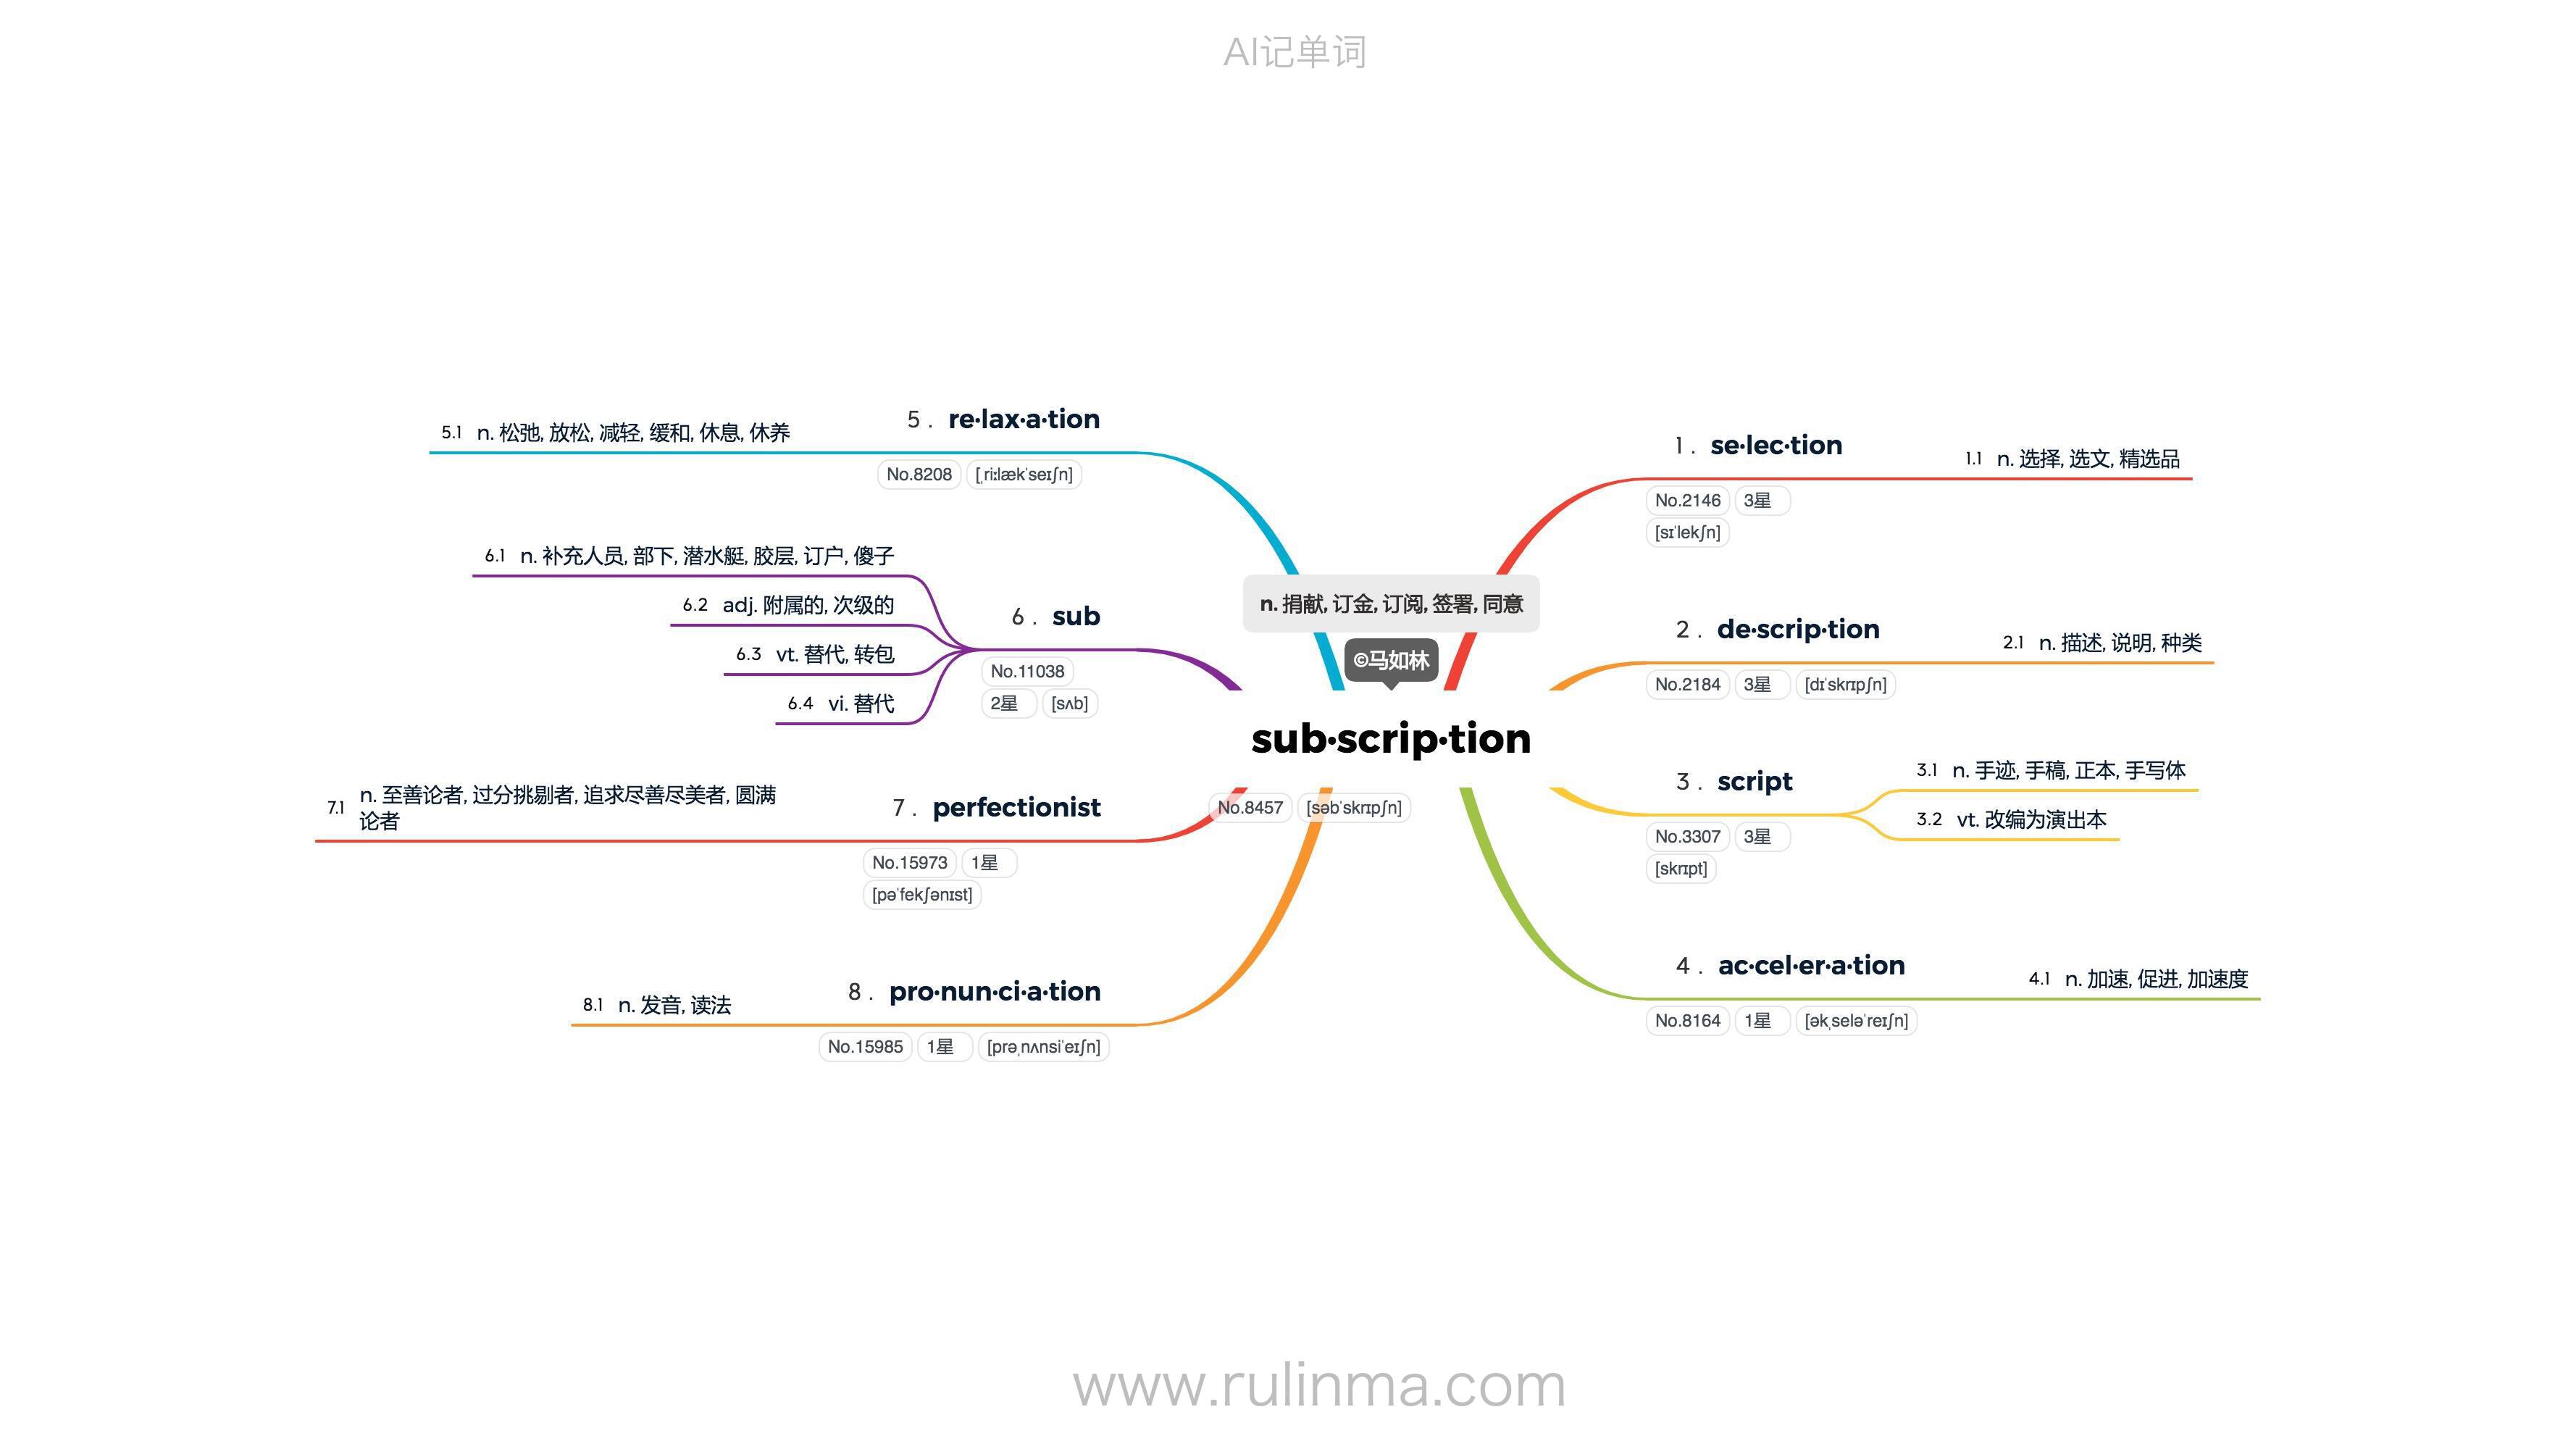 AI记单词
n. 捐献, 订金, 订阅, 签署, 同意
©马如林
sub·scrip·tion
No.8457 [səbˈskrɪpʃn]
1 . se·lec·tion
No.2146 3星
[sɪˈlekʃn]
1.1 n. 选择, 选文, 精选品
2 . de·scrip·tion
No.2184 3星 [dɪˈskrɪpʃn]
2.1 n. 描述, 说明, 种类
3 . script
No.3307 3星
[skrɪpt]
3.1 n. 手迹, 手稿, 正本, 手写体
3.2 vt. 改编为演出本
4 . ac·cel·er·a·tion
No.8164 1星 [əkˌseləˈreɪʃn]
4.1 n. 加速, 促进, 加速度
5 . re·lax·a·tion
No.8208 [ˌriːlækˈseɪʃn]
5.1 n. 松弛, 放松, 减轻, 缓和, 休息, 休养
6 . sub
No.11038
2星 [sʌb]
6.1 n. 补充人员, 部下, 潜水艇, 胶层, 订户, 傻子
6.2 adj. 附属的, 次级的
6.3 vt. 替代, 转包
6.4 vi. 替代
7 . perfectionist
No.15973 1星
[pəˈfekʃənɪst]
7.1 n. 至善论者, 过分挑剔者, 追求尽善尽美者, 圆满
论者
8 . pro·nun·ci·a·tion
No.15985 1星 [prəˌnʌnsiˈeɪʃn]
8.1 n. 发音, 读法
www.rulinma.com